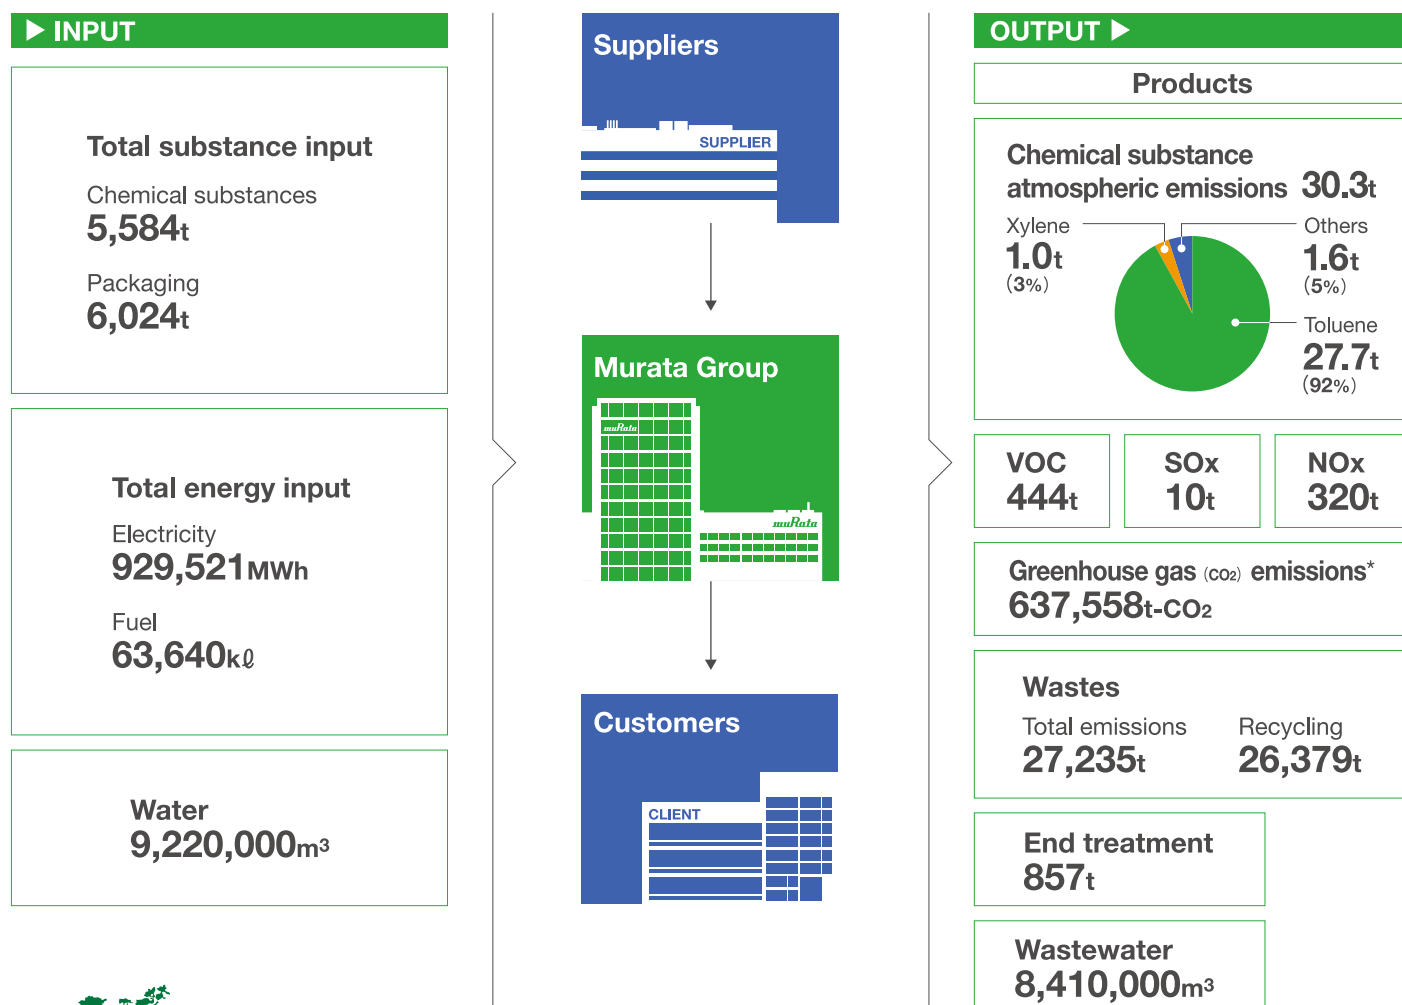 ▶ INPUT
Total substance input
Chemical substances
5,584t
Packaging
6,024t
Total energy input
Electricity
929,521MWh
Fuel
63,640kℓ
Water
9,220,000m³
Suppliers
SUPPLIER
Murata Group
muRata
muRata
Customers
CLIENT
OUTPUT ▶
Products
Chemical substance
atmospheric emissions 30.3t
Xylene
1.0t
(3%)
Others
1.6t
(5%)
Toluene
27.7t
(92%)
VOC
444t
SOx
10t
NOx
320t
Greenhouse gas (CO₂) emissions*
637,558t-CO₂
Wastes
Total emissions
27,235t
Recycling
26,379t
End treatment
857t
Wastewater
8,410,000m³